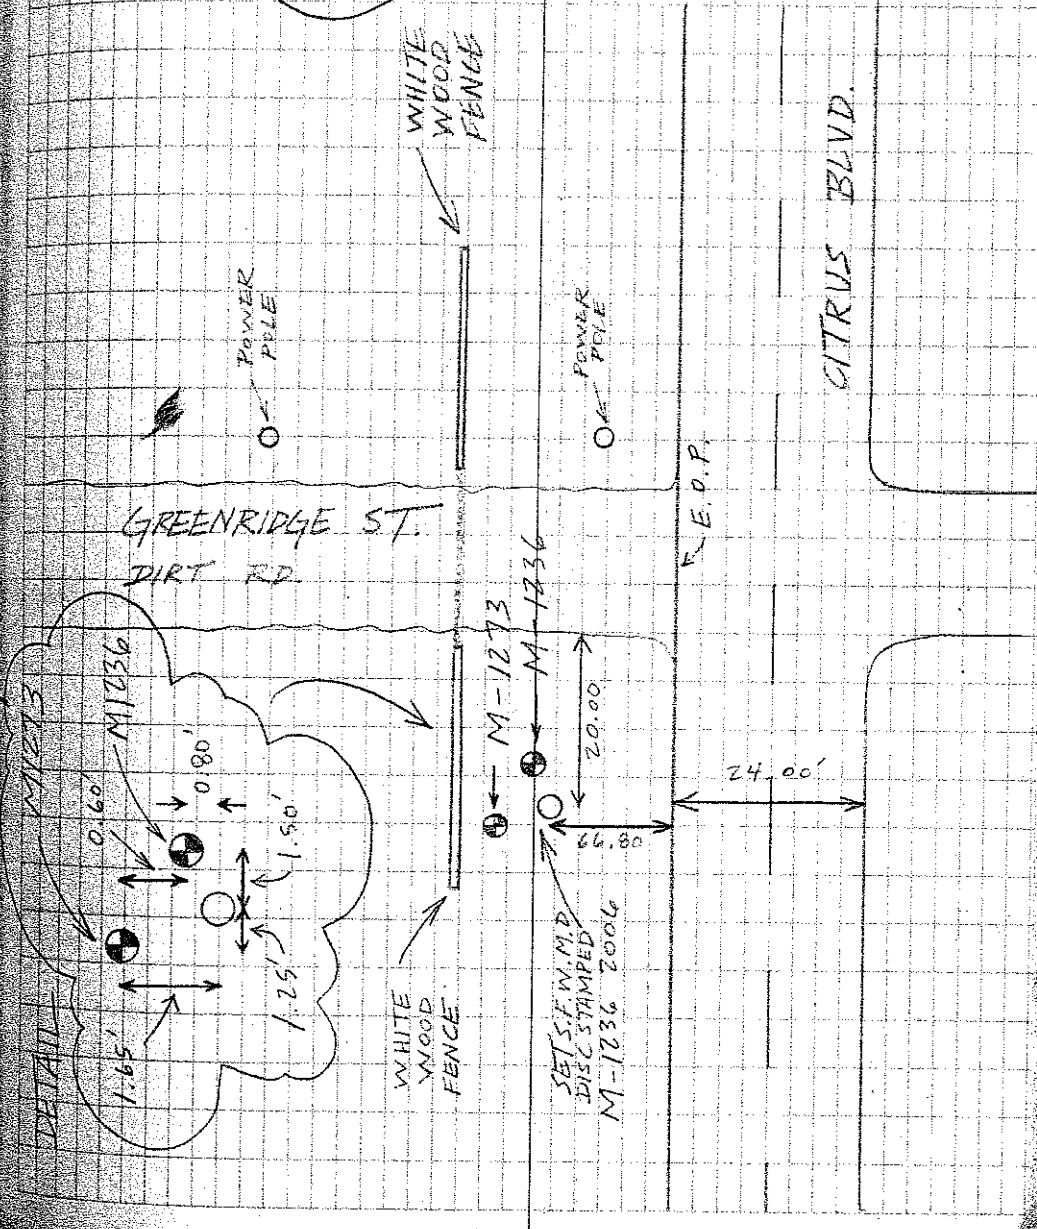 DETAIL
M1273
M1236
0.60'
0.80'
1.50'
1.25'
1.65'
GREENRIDGE ST.
DIRT RD.
POWER
POLE
WHITE
WOOD
FENCE
POWER
POLE
M-1273
M-1236
20.00
66.80
24.00'
E.O.P.
CITRUS BLVD.
WHITE
WOOD
FENCE
SET S.F.W.M.D
DISC STAMPED
M-1236 2006